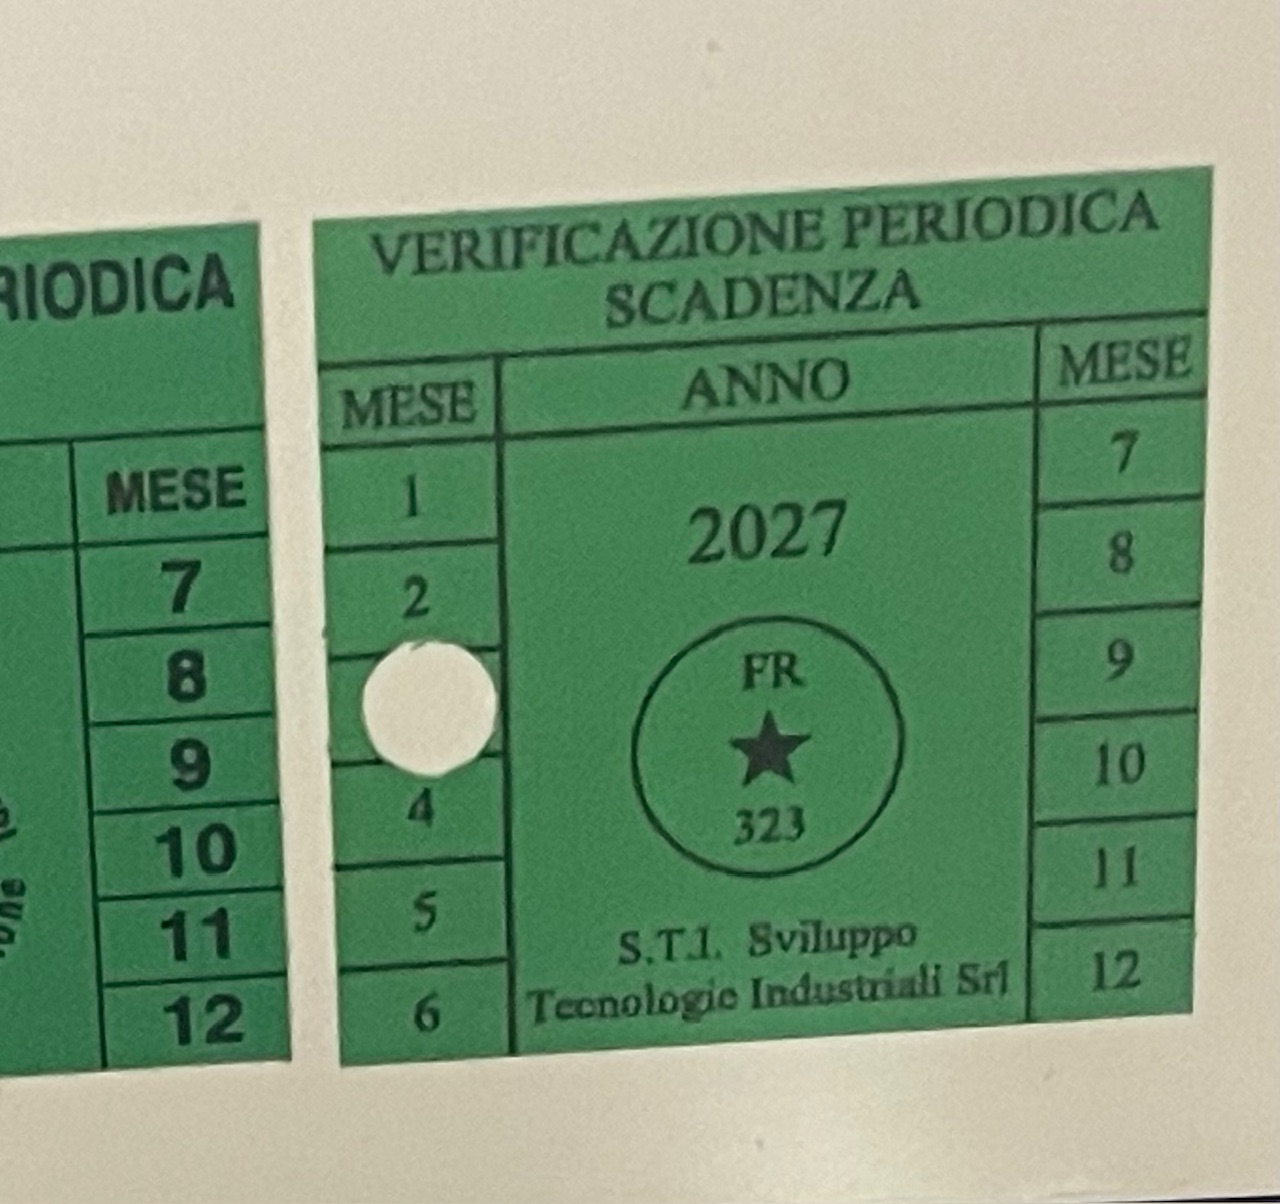 RIODICA
MESE
7
8
9
10
11
12
VERIFICAZIONE PERIODICA
SCADENZA
MESE
ANNO
MESE
1
2
4
5
6
2027
FR
323
S.T.I. Sviluppo
Tecnologie Industriali Srl
7
8
9
10
11
12